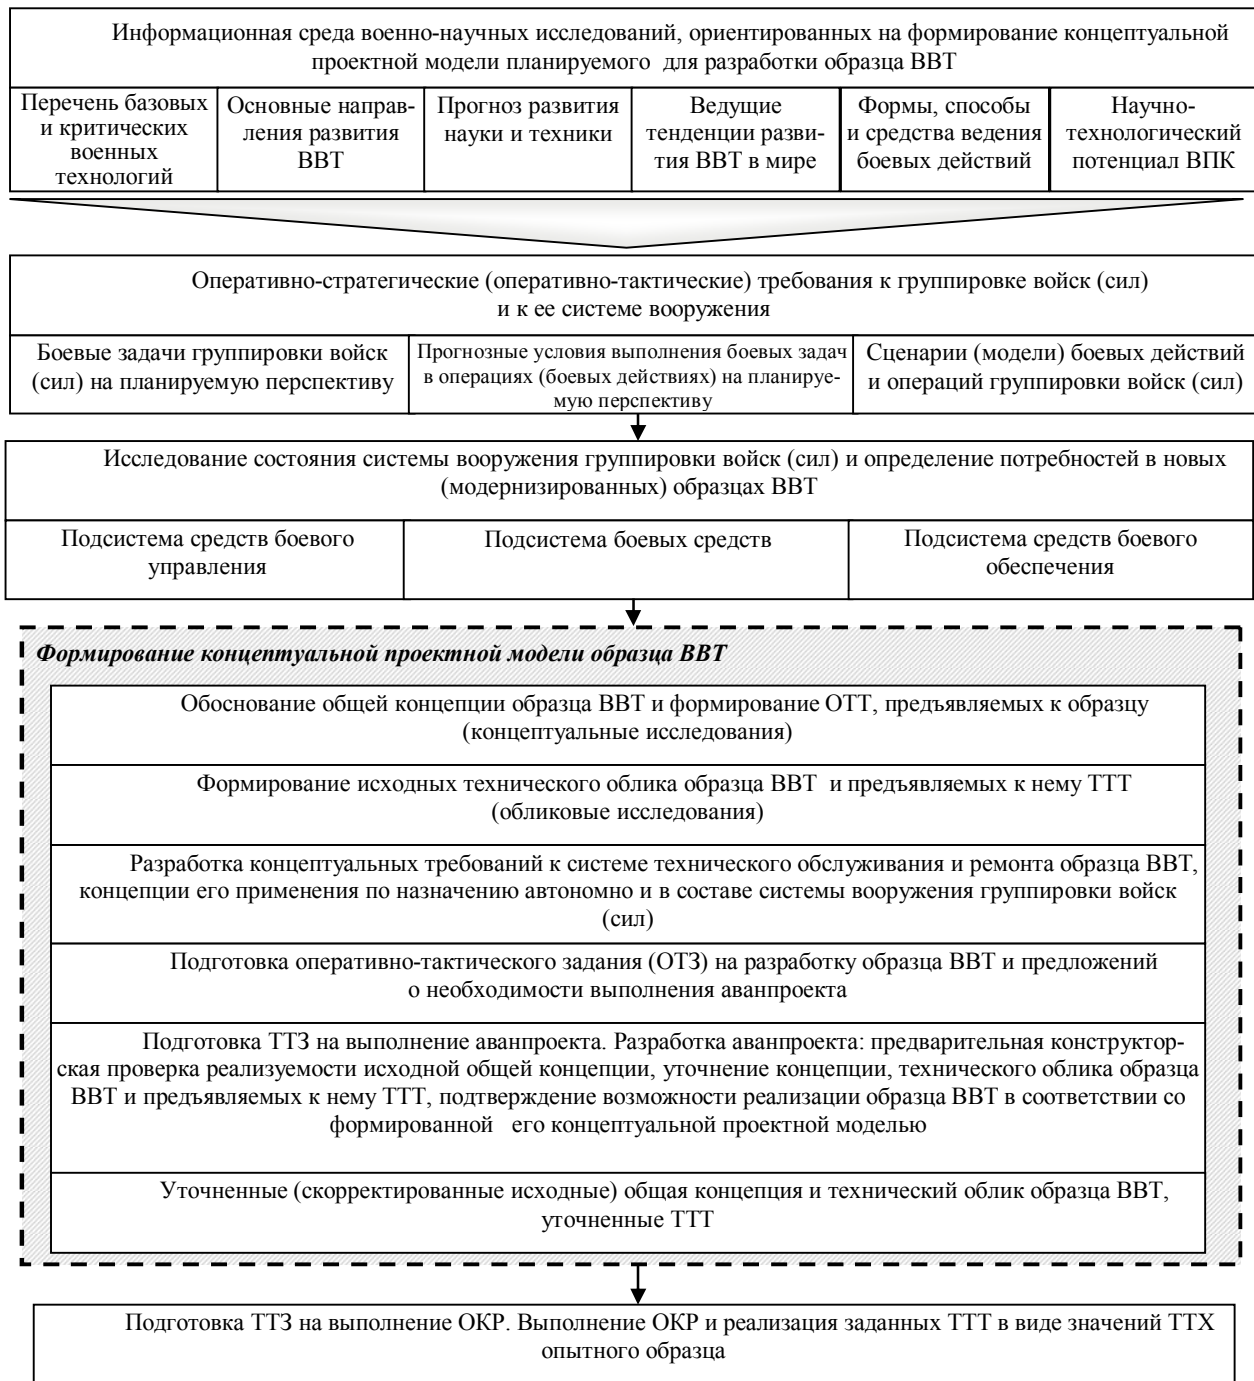 Информационная среда военно-научных исследований, ориентированных на формирование концептуальной
проектной модели планируемого для разработки образца ВВТ
Перечень базовых
и критических
военных
технологий
Основные направ-
ления развития
ВВТ
Прогноз развития
науки и техники
Ведущие
тенденции разви-
тия ВВТ в мире
Формы, способы
и средства ведения
боевых действий
Научно-
технологический
потенциал ВПК
Оперативно-стратегические (оперативно-тактические) требования к группировке войск (сил)
и к ее системе вооружения
Боевые задачи группировки войск
(сил) на планируемую перспективу
Прогнозные условия выполнения боевых задач
в операциях (боевых действиях) на планируе-
мую перспективу
Сценарии (модели) боевых действий
и операций группировки войск (сил)
Исследование состояния системы вооружения группировки войск (сил) и определение потребностей в новых
(модернизированных) образцах ВВТ
Подсистема средств боевого
управления
Подсистема боевых средств
Подсистема средств боевого
обеспечения
Формирование концептуальной проектной модели образца ВВТ
Обоснование общей концепции образца ВВТ и формирование ОТТ, предъявляемых к образцу
(концептуальные исследования)
Формирование исходных технического облика образца ВВТ и предъявляемых к нему ТТТ
(обликовые исследования)
Разработка концептуальных требований к системе технического обслуживания и ремонта образца ВВТ,
концепции его применения по назначению автономно и в составе системы вооружения группировки войск
(сил)
Подготовка оперативно-тактического задания (ОТЗ) на разработку образца ВВТ и предложений
о необходимости выполнения аванпроекта
Подготовка ТТЗ на выполнение аванпроекта. Разработка аванпроекта: предварительная конструктор-
ская проверка реализуемости исходной общей концепции, уточнение концепции, технического облика образца
ВВТ и предъявляемых к нему ТТТ, подтверждение возможности реализации образца ВВТ в соответствии со
формированной его концептуальной проектной моделью
Уточненные (скорректированные исходные) общая концепция и технический облик образца ВВТ,
уточненные ТТТ
Подготовка ТТЗ на выполнение ОКР. Выполнение ОКР и реализация заданных ТТТ в виде значений ТТХ
опытного образца